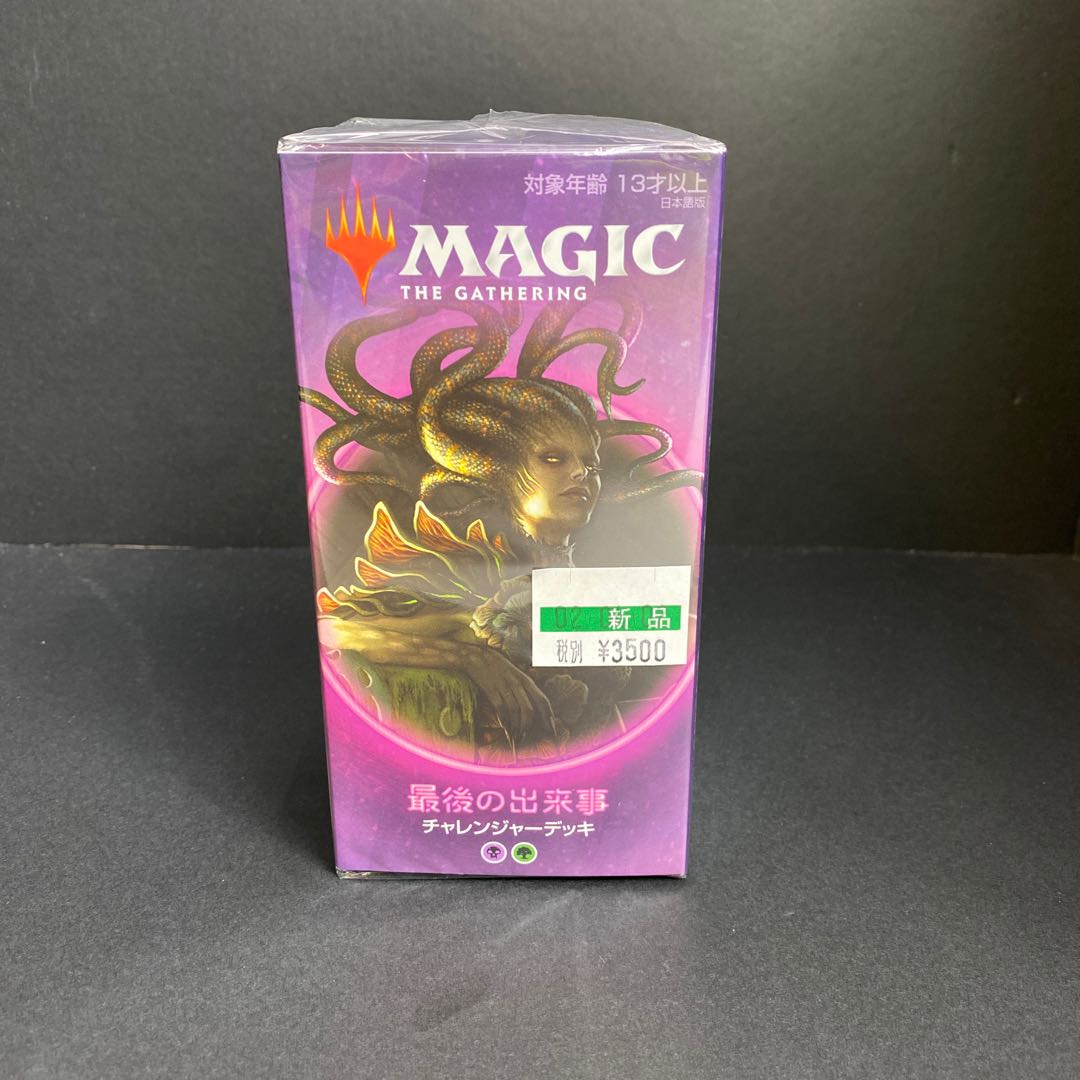 対象年齢 13才以上
日本語版
MAGIC
THE GATHERING
新品
税別 ¥3500
最後の出来事
チャレンジャーデッキ